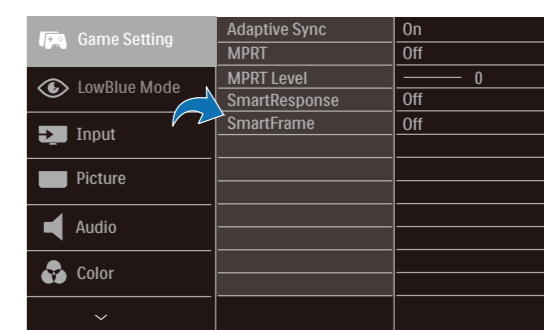 Game Setting
LowBlue Mode
Input
Picture
Audio
Color
Adaptive Sync On
MPRT Off
MPRT Level 0
SmartResponse Off
SmartFrame Off